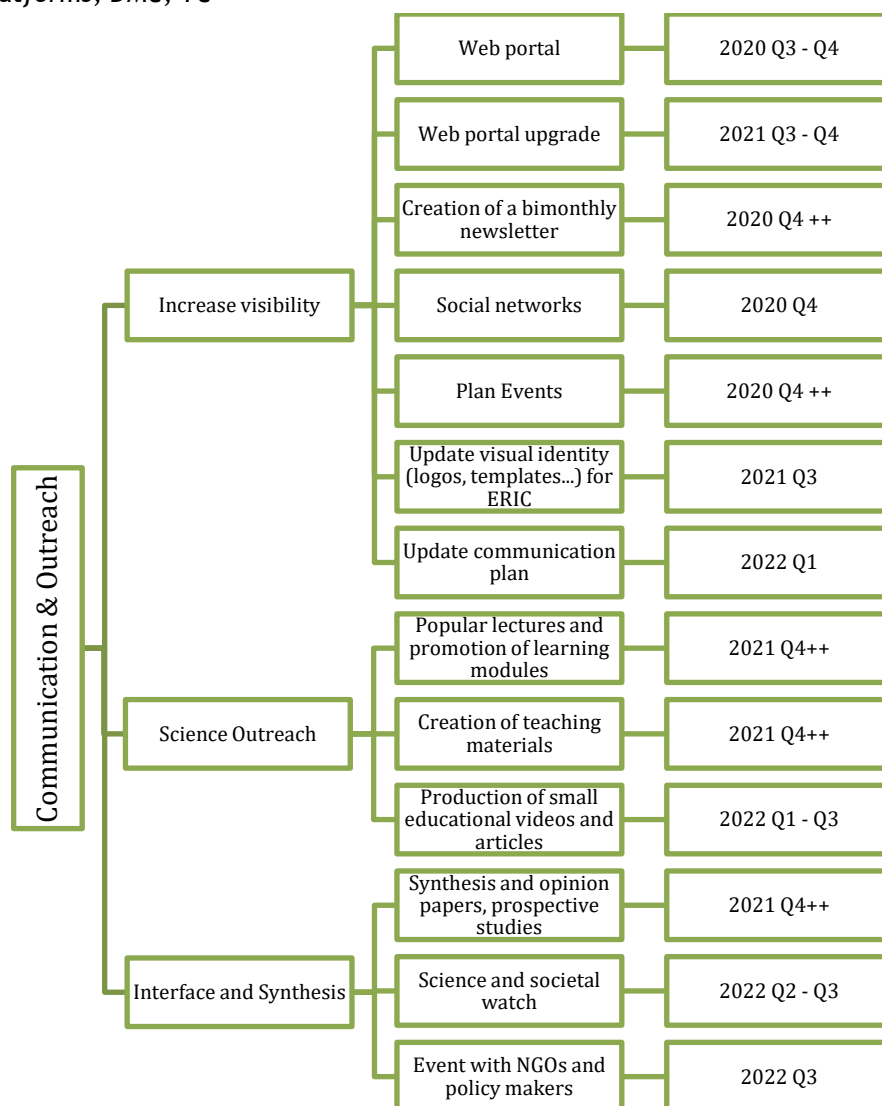 Web portal
2020 Q3 - Q4
Web portal upgrade
2021 Q3 - Q4
Creation of a bimonthly
newsletter
2020 Q4 ++
Increase visibility
Social networks
2020 Q4
Plan Events
2020 Q4 ++
Update visual identity
(logos, templates...) for
ERIC
2021 Q3
Update communication
plan
2022 Q1
Communication & Outreach
Popular lectures and
promotion of learning
modules
2021 Q4++
Science Outreach
Creation of teaching
materials
2021 Q4++
Production of small
educational videos and
articles
2022 Q1 - Q3
Synthesis and opinion
papers, prospective
studies
2021 Q4++
Interface and Synthesis
Science and societal
watch
2022 Q2 - Q3
Event with NGOs and
policy makers
2022 Q3